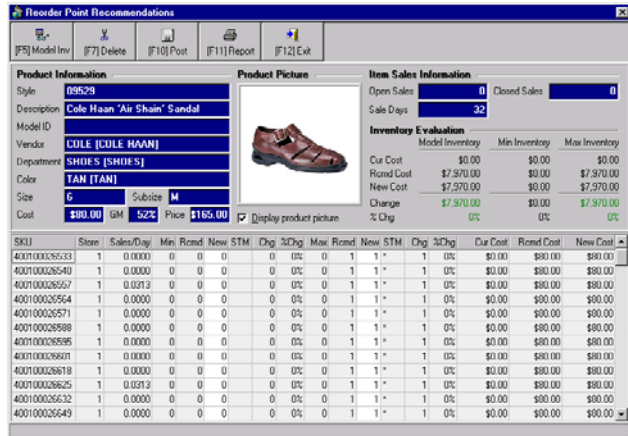 Reorder Point Recommendations
[F5] Model Inv [F7] Delete [F10] Post [F11] Report [F12] Exit
Product Information Product Picture Item Sales Information
Style 09529 Open Sales 0 Closed Sales 0
Description Cole Haan 'Air Shain' Sandal Sale Days 32
Model ID Inventory Evaluation
Vendor COLE [COLE HAAN] Model Inventory Min Inventory Max Inventory
Department SHOES [SHOES] Cur Cost $0.00 $0.00 $0.00
Color TAN [TAN] Rcmd Cost $7,970.00 $0.00 $7,970.00
Size 6 Subsize M New Cost $7,970.00 $0.00 $7,970.00
Cost $80.00 GM 52% Price $165.00 Display product picture Change $7,970.00 $0.00 $7,970.00
% Chg 0% 0% 0%
SKU Store Sales/Day Min Rcmd New STM Chg %Chg Max Rcmd New STM Chg %Chg Cur Cost Rcmd Cost New Cost
400100026533 1 0.0000 0 0 0 0 0% 0 1 1 * 1 0% $0.00 $80.00 $80.00
400100026540 1 0.0000 0 0 0 0 0% 0 1 1 * 1 0% $0.00 $80.00 $80.00
400100026557 1 0.0313 0 0 0 0 0% 0 1 1 * 1 0% $0.00 $80.00 $80.00
400100026564 1 0.0000 0 0 0 0 0% 0 1 1 * 1 0% $0.00 $80.00 $80.00
400100026571 1 0.0000 0 0 0 0 0% 0 1 1 * 1 0% $0.00 $80.00 $80.00
400100026588 1 0.0000 0 0 0 0 0% 0 1 1 * 1 0% $0.00 $80.00 $80.00
400100026595 1 0.0000 0 0 0 0 0% 0 1 1 * 1 0% $0.00 $80.00 $80.00
400100026601 1 0.0000 0 0 0 0 0% 0 1 1 * 1 0% $0.00 $80.00 $80.00
400100026618 1 0.0000 0 0 0 0 0% 0 1 1 * 1 0% $0.00 $80.00 $80.00
400100026625 1 0.0313 0 0 0 0 0% 0 1 1 * 1 0% $0.00 $80.00 $80.00
400100026632 1 0.0000 0 0 0 0 0% 0 1 1 * 1 0% $0.00 $80.00 $80.00
400100026649 1 0.0000 0 0 0 0 0% 0 1 1 * 1 0% $0.00 $80.00 $80.00